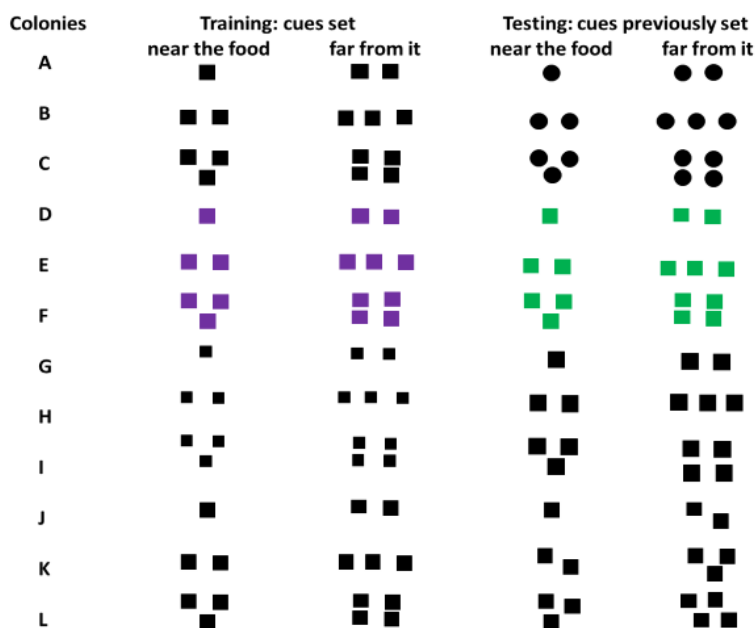 Colonies Training: cues set Testing: cues previously set
near the food far from it near the food far from it
A
B
C
D
E
F
G
H
I
J
K
L